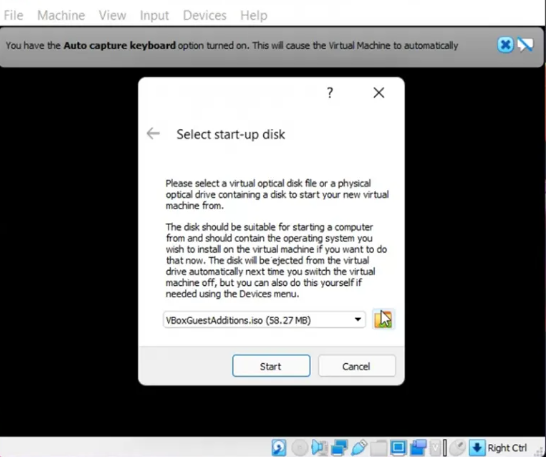 File Machine View Input Devices Help
You have the Auto capture keyboard option turned on. This will cause the Virtual Machine to automatically
?
Select start-up disk
Please select a virtual optical disk file or a physical
optical drive containing a disk to start your new virtual
machine from.
The disk should be suitable for starting a computer
from and should contain the operating system you
wish to install on the virtual machine if you want to do
that now. The disk will be ejected from the virtual
drive automatically next time you switch the virtual
machine off, but you can also do this yourself if
needed using the Devices menu.
VBoxGuestAdditions.iso (58.27 MB)
Start Cancel
Right Ctrl